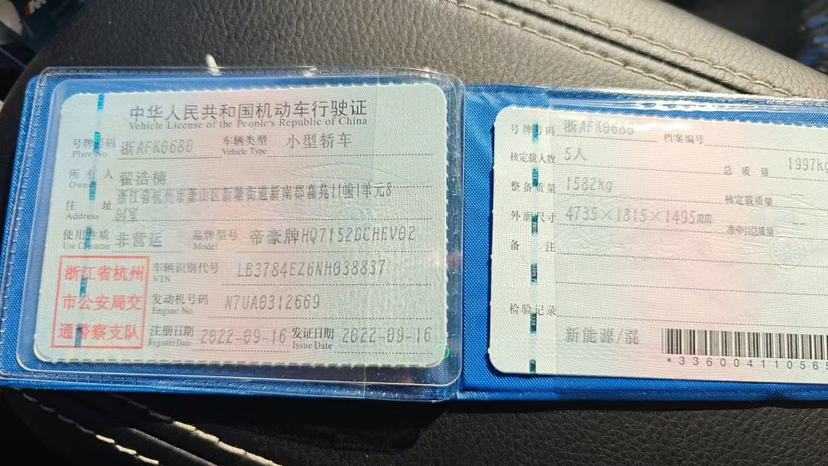 中华人民共和国机动车行驶证
Vehicle License of the People's Republic of China
号牌号码 浙AFK0680 车辆类型 小型轿车
Plate No. Vehicle Type
所有人 翟浩楠
Owner
住址 浙江省杭州市萧山区新塘街道新南郡嘉苑11幢1单元8
Address 04室
使用性质 非营运 品牌型号 帝豪牌HQ7152DCHEV02
Use Character Model
浙江省杭州
市公安局交
通警察支队
车辆识别代号 LB3784EZ6NH038837
VIN
发动机号码 N7UA0312669
Engine No.
注册日期 2022-09-16 发证日期 2022-09-16
Register Date Issue Date
号牌号码 浙AFK0680 档案编号
核定载人数 5人 总质量 1997kg
整备质量 1582kg 核定载质量 --
外廓尺寸 4735×1815×1495mm 准牵引总质量 --
备注
检验记录
新能源/混
*336004110565